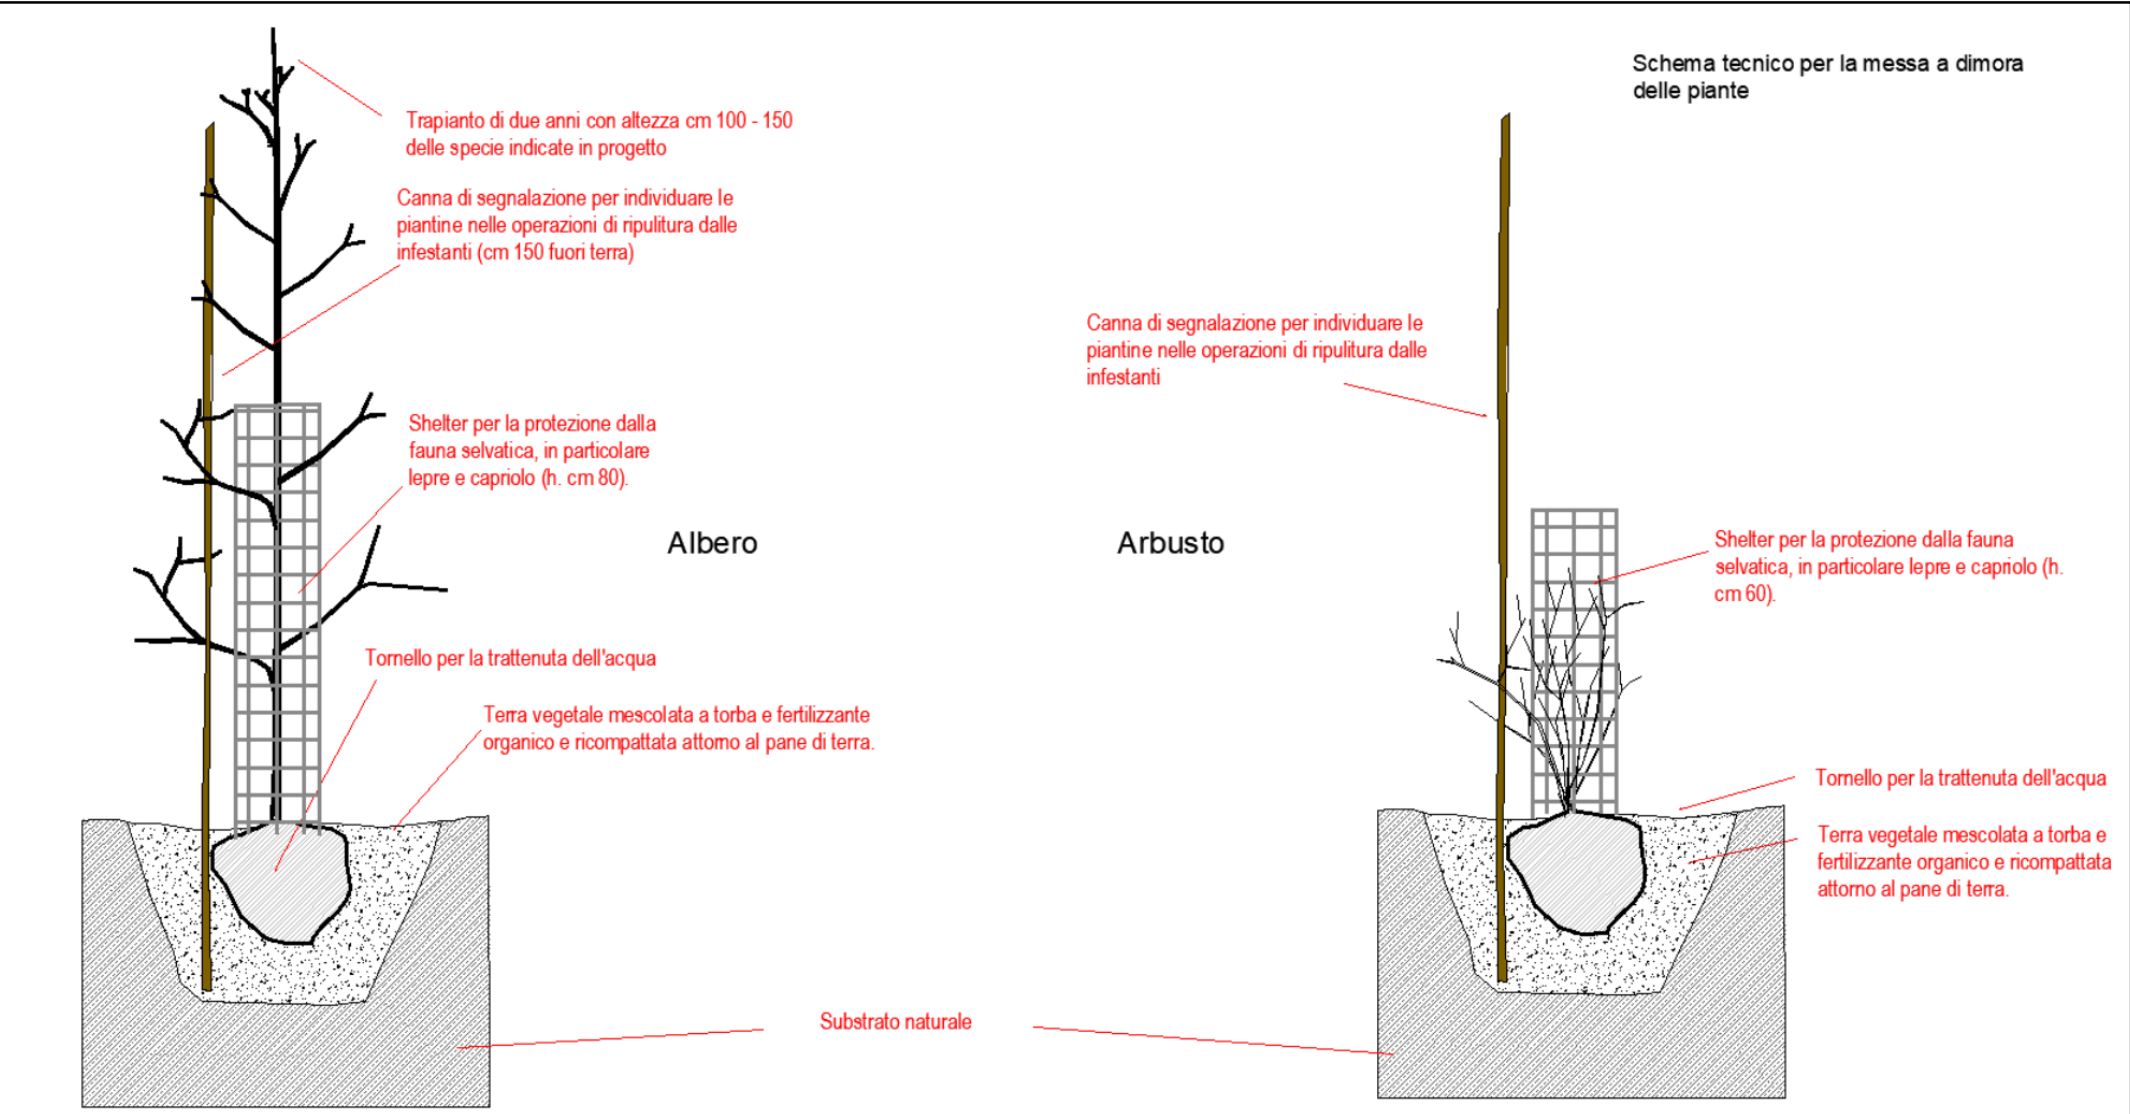 Schema tecnico per la messa a dimora
delle piante
Trapianto di due anni con altezza cm 100 - 150
delle specie indicate in progetto
Canna di segnalazione per individuare le
piantine nelle operazioni di ripulitura dalle
infestanti (cm 150 fuori terra)
Shelter per la protezione dalla
fauna selvatica, in particolare
lepre e capriolo (h. cm 80).
Albero
Tornello per la trattenuta dell'acqua
Terra vegetale mescolata a torba e fertilizzante
organico e ricompattata attorno al pane di terra.
Canna di segnalazione per individuare le
piantine nelle operazioni di ripulitura dalle
infestanti
Arbusto
Shelter per la protezione dalla fauna
selvatica, in particolare lepre e capriolo (h.
cm 60).
Tornello per la trattenuta dell'acqua
Terra vegetale mescolata a torba e
fertilizzante organico e ricompattata
attorno al pane di terra.
Substrato naturale